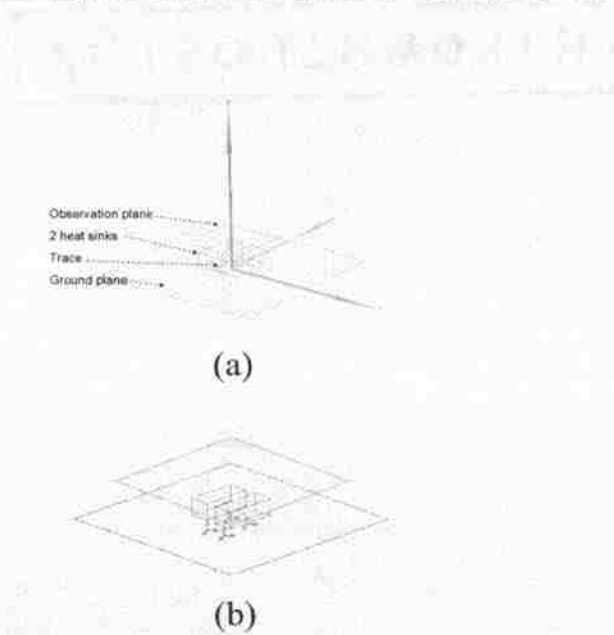 Observation plane
2 heat sinks
Trace
Ground plane
(a)
(b)